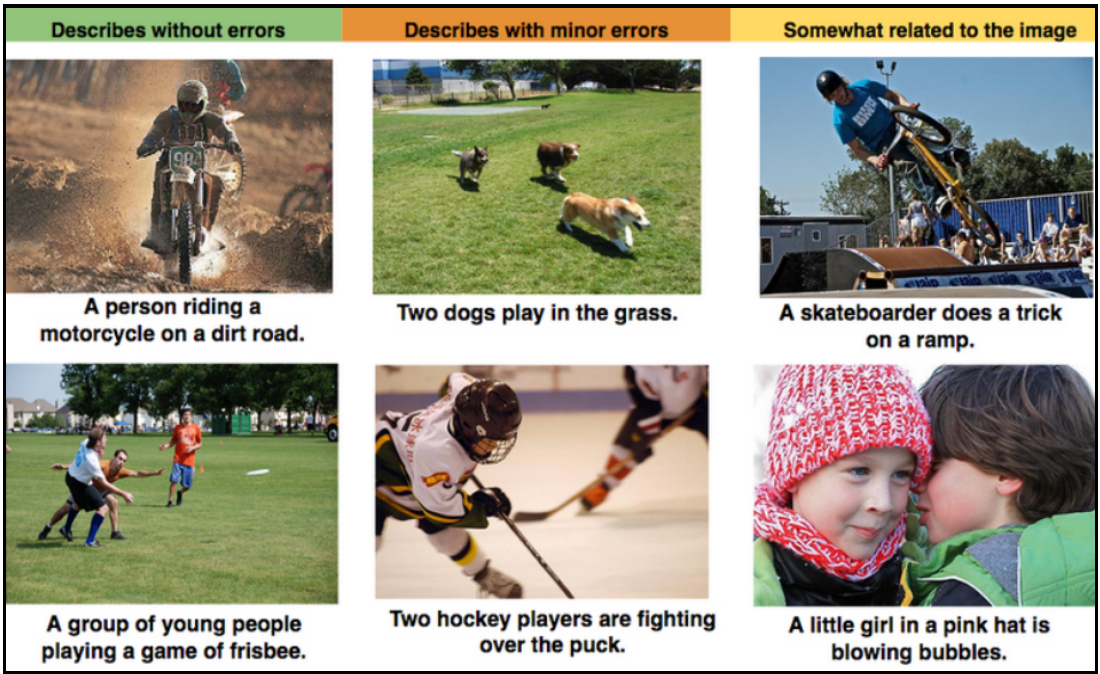 Describes without errors
Describes with minor errors
Somewhat related to the image
98
A person riding a
motorcycle on a dirt road.
Two dogs play in the grass.
A skateboarder does a trick
on a ramp.
A group of young people
playing a game of frisbee.
Two hockey players are fighting
over the puck.
A little girl in a pink hat is
blowing bubbles.